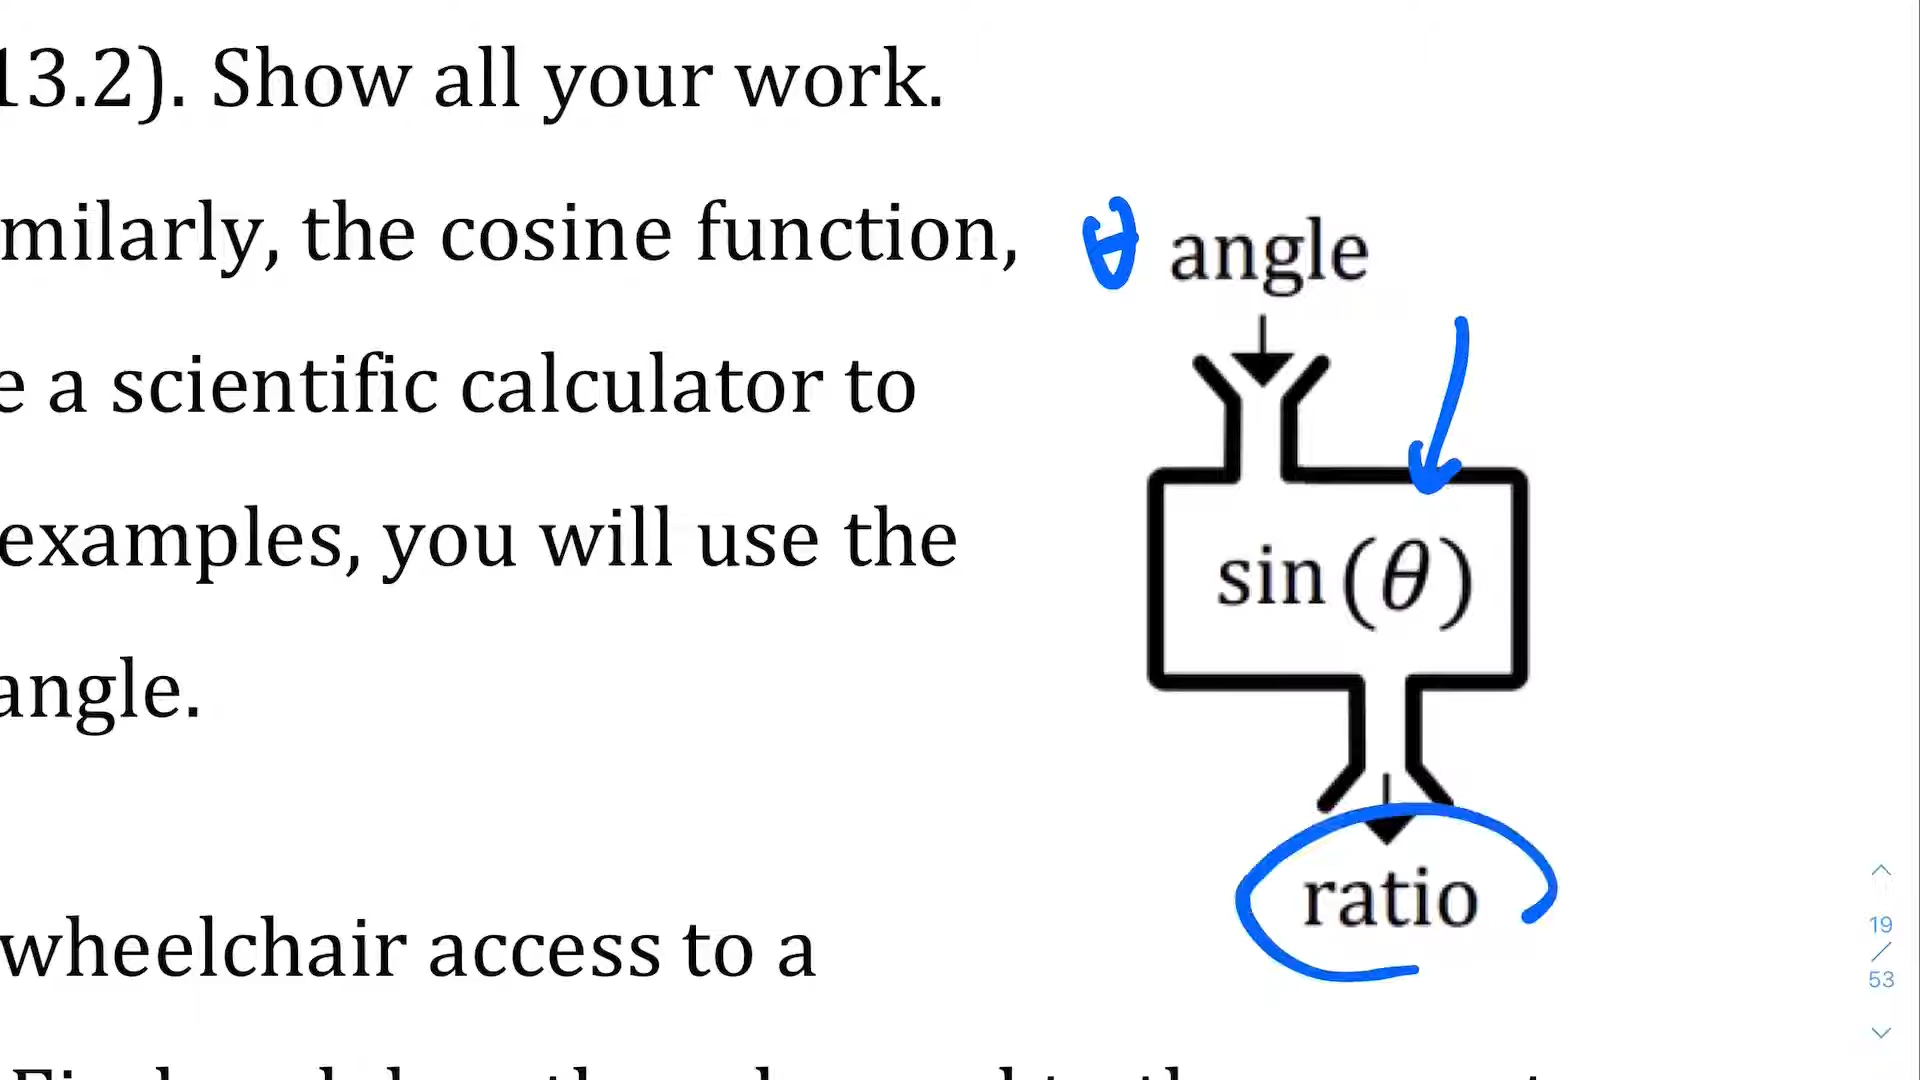 13.2). Show all your work.
milarly, the cosine function,
e a scientific calculator to
examples, you will use the
angle.
wheelchair access to a
θ angle
sin(θ)
ratio
19
/
53